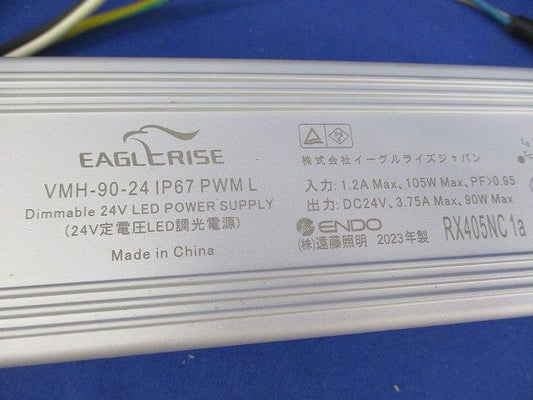 EAGLERISE
VMH-90-24 IP67 PWM L
Dimmable 24V LED POWER SUPPLY
(24V定電圧LED調光電源)
Made in China
PS
E
株式会社イーグルライズジャパン
入力: 1.2A Max、105W Max、PF>0.95
出力: DC24V、3.75A Max、90W Max
ENDO
(株)遠藤照明 2023年製
RX405NC 1a